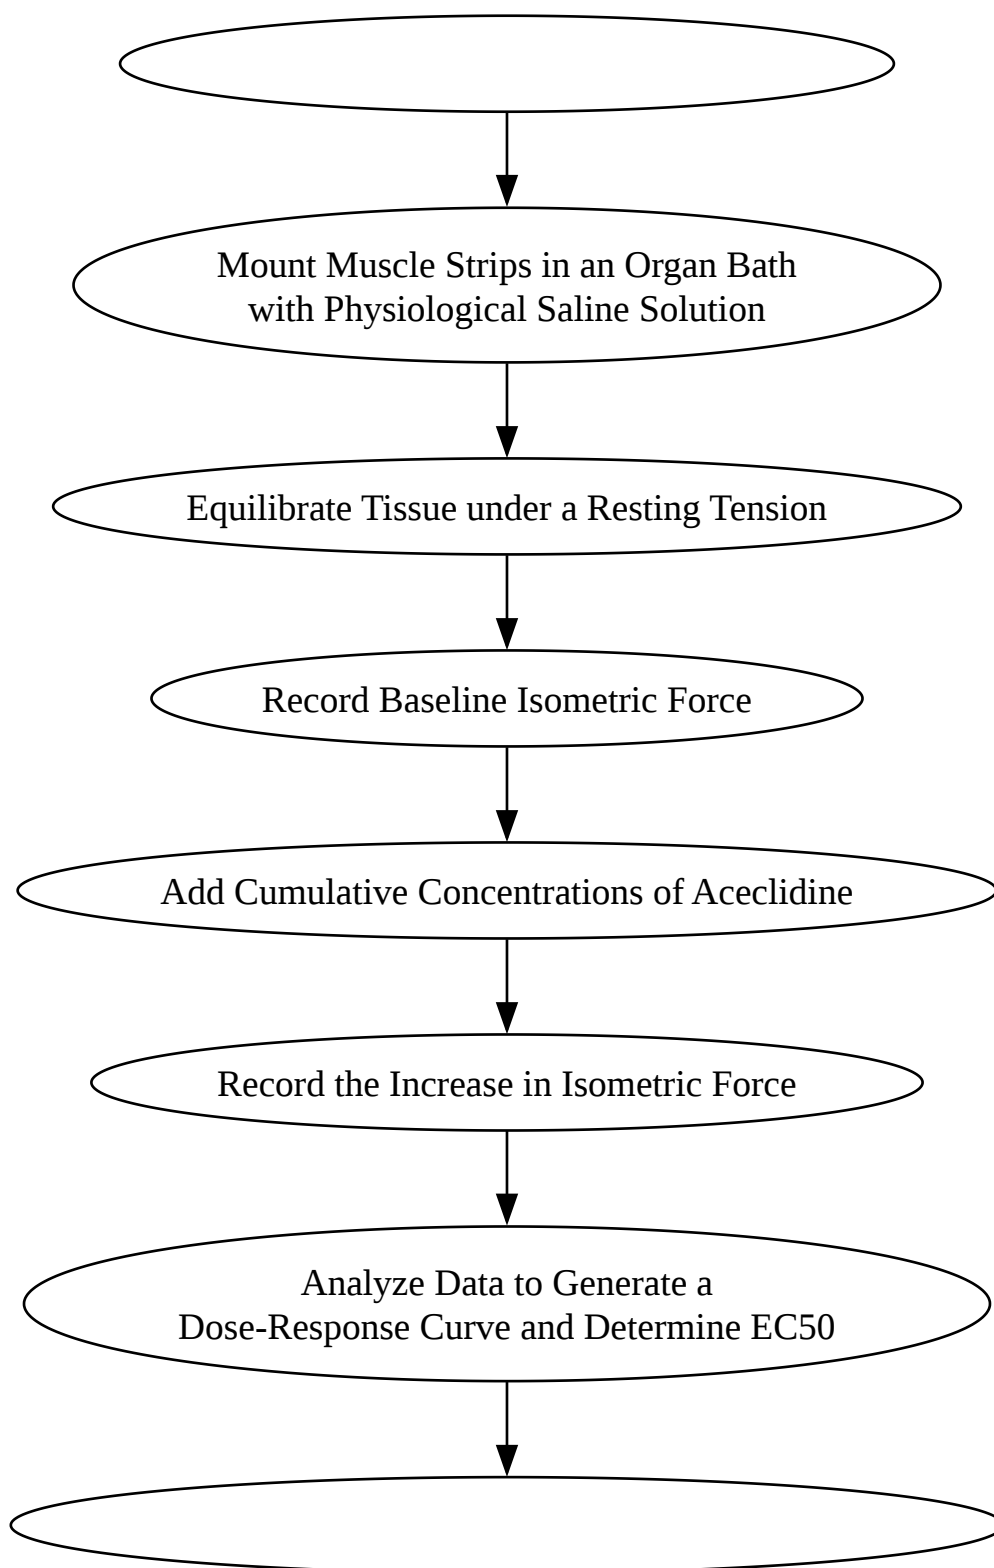 Mount Muscle Strips in an Organ Bath
with Physiological Saline Solution
Equilibrate Tissue under a Resting Tension
Record Baseline Isometric Force
Add Cumulative Concentrations of Aceclidine
Record the Increase in Isometric Force
Analyze Data to Generate a
Dose-Response Curve and Determine EC50